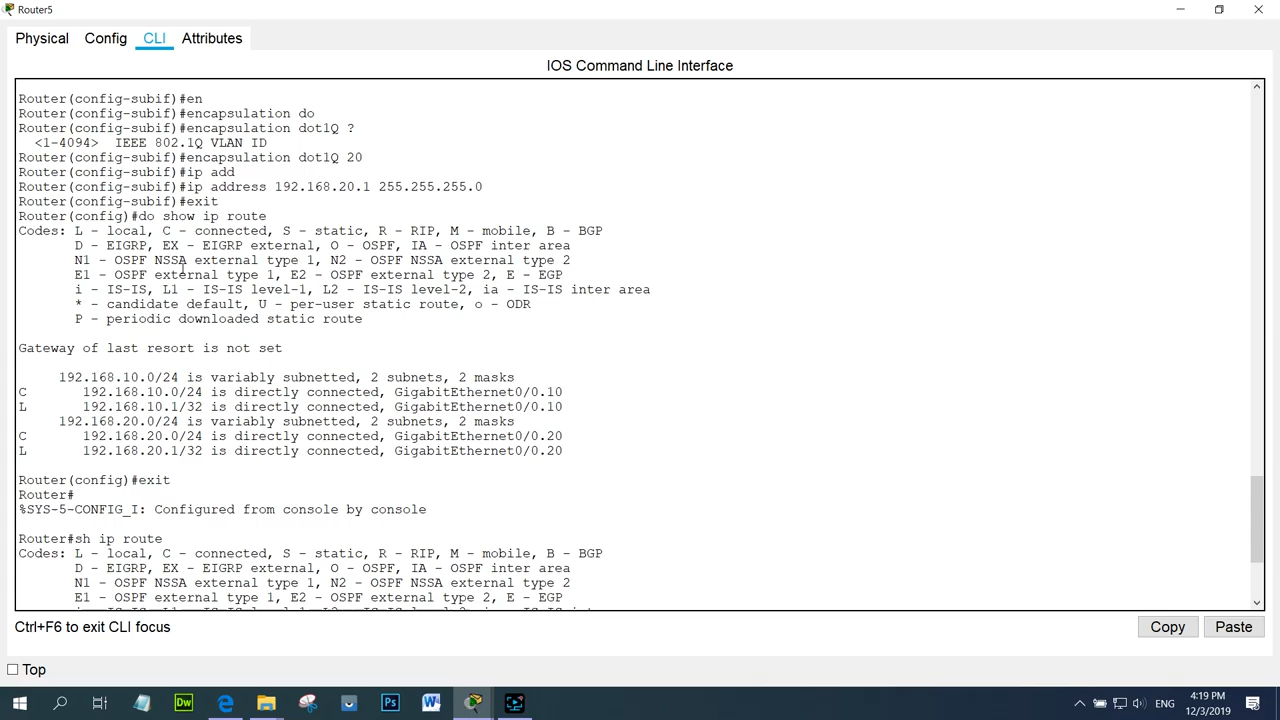 Router5
Physical Config CLI Attributes
IOS Command Line Interface
Router(config-subif)#en
Router(config-subif)#encapsulation do
Router(config-subif)#encapsulation dot1Q ?
<1-4094> IEEE 802.1Q VLAN ID
Router(config-subif)#encapsulation dot1Q 20
Router(config-subif)#ip add
Router(config-subif)#ip address 192.168.20.1 255.255.255.0
Router(config-subif)#exit
Router(config)#do show ip route
Codes: L - local, C - connected, S - static, R - RIP, M - mobile, B - BGP
D - EIGRP, EX - EIGRP external, O - OSPF, IA - OSPF inter area
N1 - OSPF NSSA external type 1, N2 - OSPF NSSA external type 2
E1 - OSPF external type 1, E2 - OSPF external type 2, E - EGP
i - IS-IS, L1 - IS-IS level-1, L2 - IS-IS level-2, ia - IS-IS inter area
* - candidate default, U - per-user static route, o - ODR
P - periodic downloaded static route
Gateway of last resort is not set
192.168.10.0/24 is variably subnetted, 2 subnets, 2 masks
C 192.168.10.0/24 is directly connected, GigabitEthernet0/0.10
L 192.168.10.1/32 is directly connected, GigabitEthernet0/0.10
192.168.20.0/24 is variably subnetted, 2 subnets, 2 masks
C 192.168.20.0/24 is directly connected, GigabitEthernet0/0.20
L 192.168.20.1/32 is directly connected, GigabitEthernet0/0.20
Router(config)#exit
Router#
%SYS-5-CONFIG_I: Configured from console by console
Router#sh ip route
Codes: L - local, C - connected, S - static, R - RIP, M - mobile, B - BGP
D - EIGRP, EX - EIGRP external, O - OSPF, IA - OSPF inter area
N1 - OSPF NSSA external type 1, N2 - OSPF NSSA external type 2
E1 - OSPF external type 1, E2 - OSPF external type 2, E - EGP
Ctrl+F6 to exit CLI focus
Copy Paste
Top
Dw Ps W
ENG
4:19 PM
12/3/2019